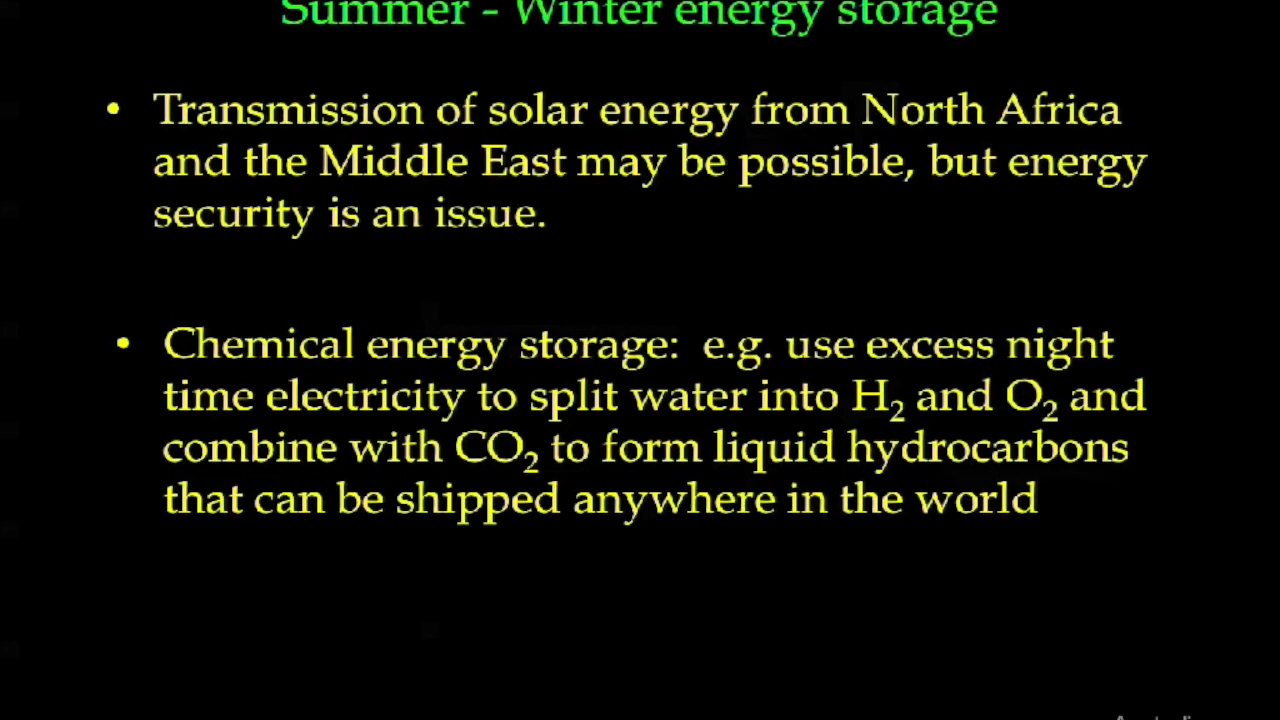 Summer - Winter energy storage
• Transmission of solar energy from North Africa
and the Middle East may be possible, but energy
security is an issue.
• Chemical energy storage:  e.g. use excess night
time electricity to split water into H₂ and O₂ and
combine with CO₂ to form liquid hydrocarbons
that can be shipped anywhere in the world